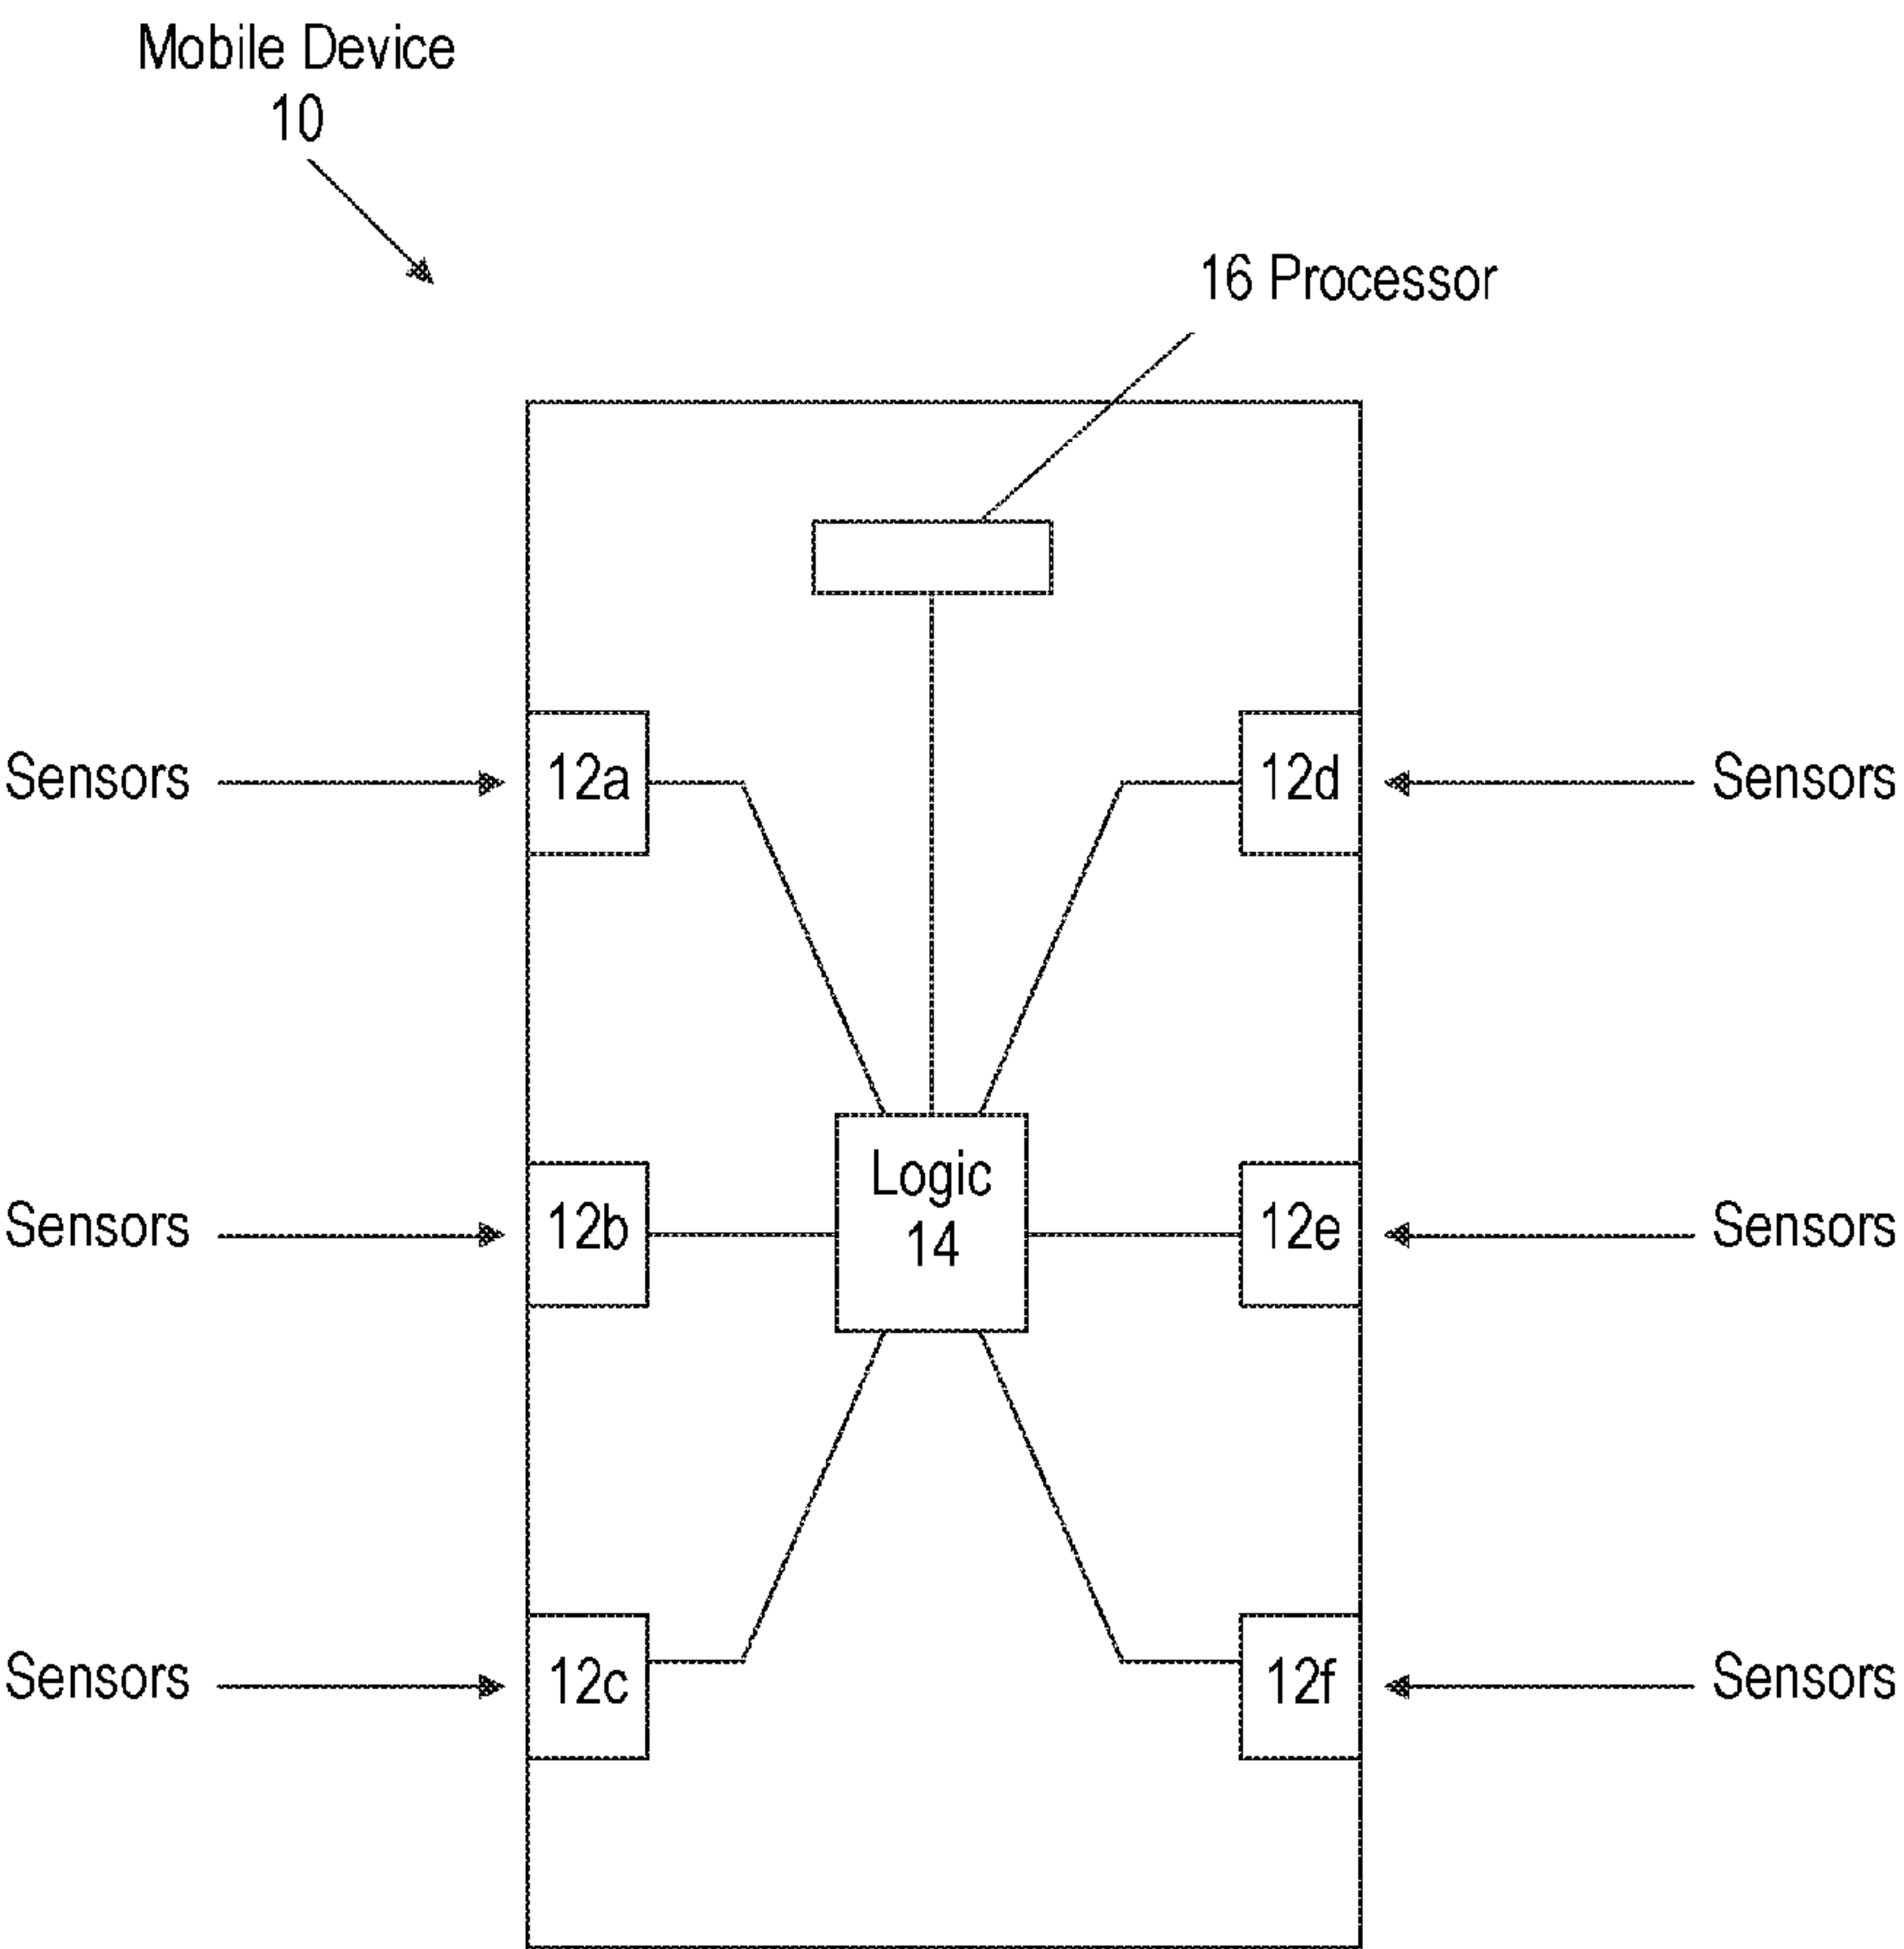 Mobile Device
10
16 Processor
Sensors
12a
12d
Sensors
Logic
14
Sensors
12b
12e
Sensors
Sensors
12c
12f
Sensors